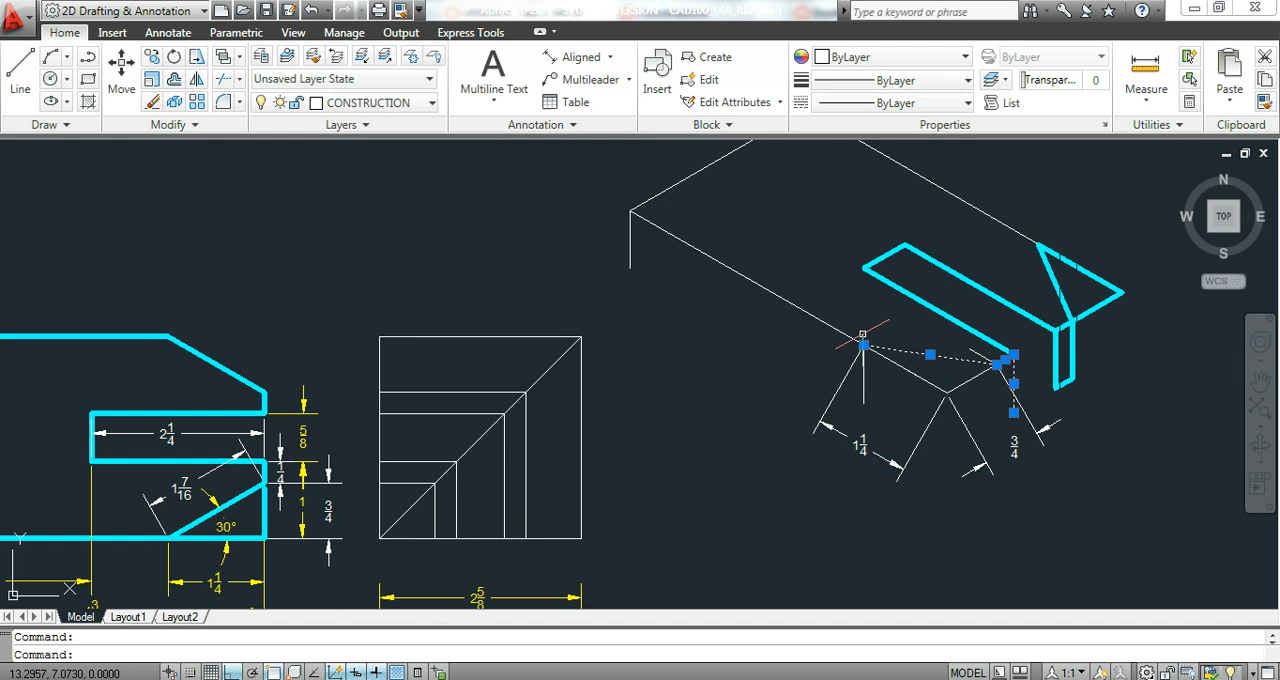 2D Drafting & Annotation
Type a keyword or phrase
Home Insert Annotate Parametric View Manage Output Express Tools
Line
Move
Unsaved Layer State
CONSTRUCTION
Multiline Text
Aligned
Multileader
Table
Insert
Create
Edit
Edit Attributes
ByLayer
ByLayer
ByLayer
ByLayer
Transpar... 0
List
Measure
Paste
Draw Modify Layers Annotation Block Properties Utilities Clipboard
N
W TOP E
S
WCS
2 1/4
5/8
1/4
1 7/16
1
3/4
30°
1 1/4
2 5/8
1 1/4
3/4
Y
X
Model Layout1 Layout2
Command:
Command:
13.2957, 7.0730, 0.0000
MODEL
1:1